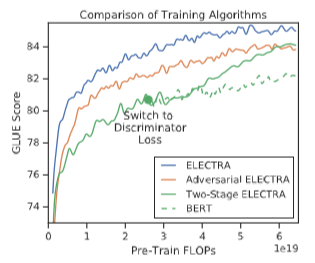 Comparison of Training Algorithms
GLUE Score
84
82
80
78
76
74
Switch to
Discriminator
Loss
ELECTRA
Adversarial ELECTRA
Two-Stage ELECTRA
BERT
0 1 2 3 4 5 6
1e19
Pre-Train FLOPs